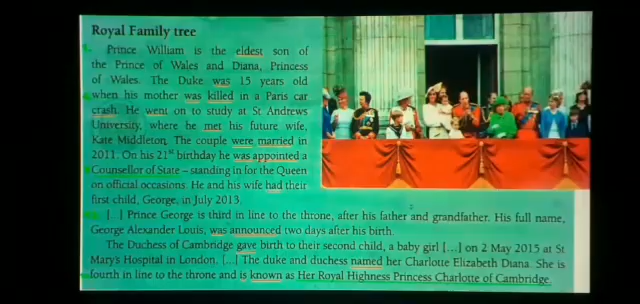 Royal Family tree
Prince William is the eldest son of
the Prince of Wales and Diana, Princess
of Wales. The Duke was 15 years old
when his mother was killed in a Paris car
crash. He went on to study at St Andrews
University, where he met his future wife,
Kate Middleton. The couple were married in
2011. On his 21st birthday he was appointed a
Counsellor of State – standing in for the Queen
on official occasions. He and his wife had their
first child, George, in July 2013.
[...] Prince George is third in line to the throne, after his father and grandfather. His full name,
George Alexander Louis, was announced two days after his birth.
The Duchess of Cambridge gave birth to their second child, a baby girl [...] on 2 May 2015 at St
Mary's Hospital in London. [...] The duke and duchess named her Charlotte Elizabeth Diana. She is
fourth in line to the throne and is known as Her Royal Highness Princess Charlotte of Cambridge.